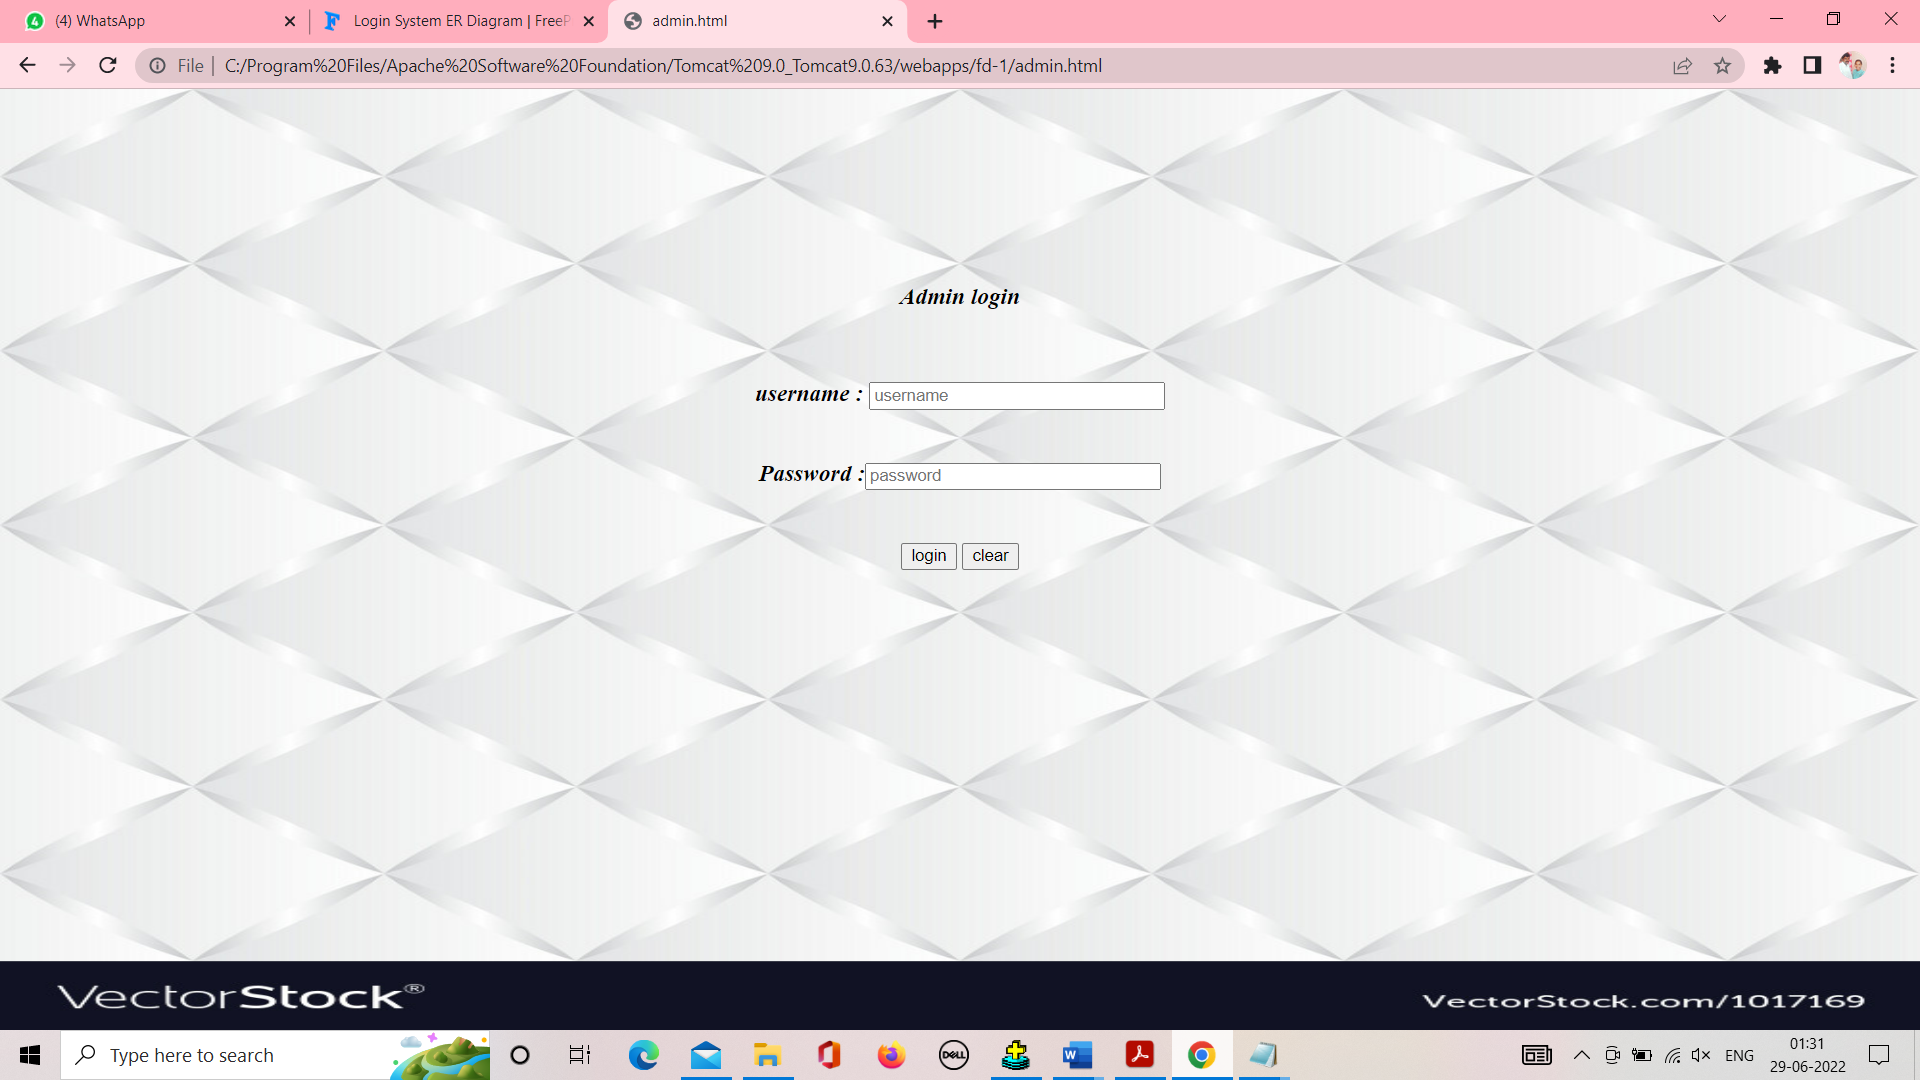 (4) WhatsApp
Login System ER Diagram | FreeP
admin.html
File | C:/Program%20Files/Apache%20Software%20Foundation/Tomcat%209.0_Tomcat9.0.63/webapps/fd-1/admin.html
Admin login
username : username
Password : password
login clear
VectorStock®
VectorStock.com/1017169
Type here to search
DELL
W
ENG
01:31
29-06-2022